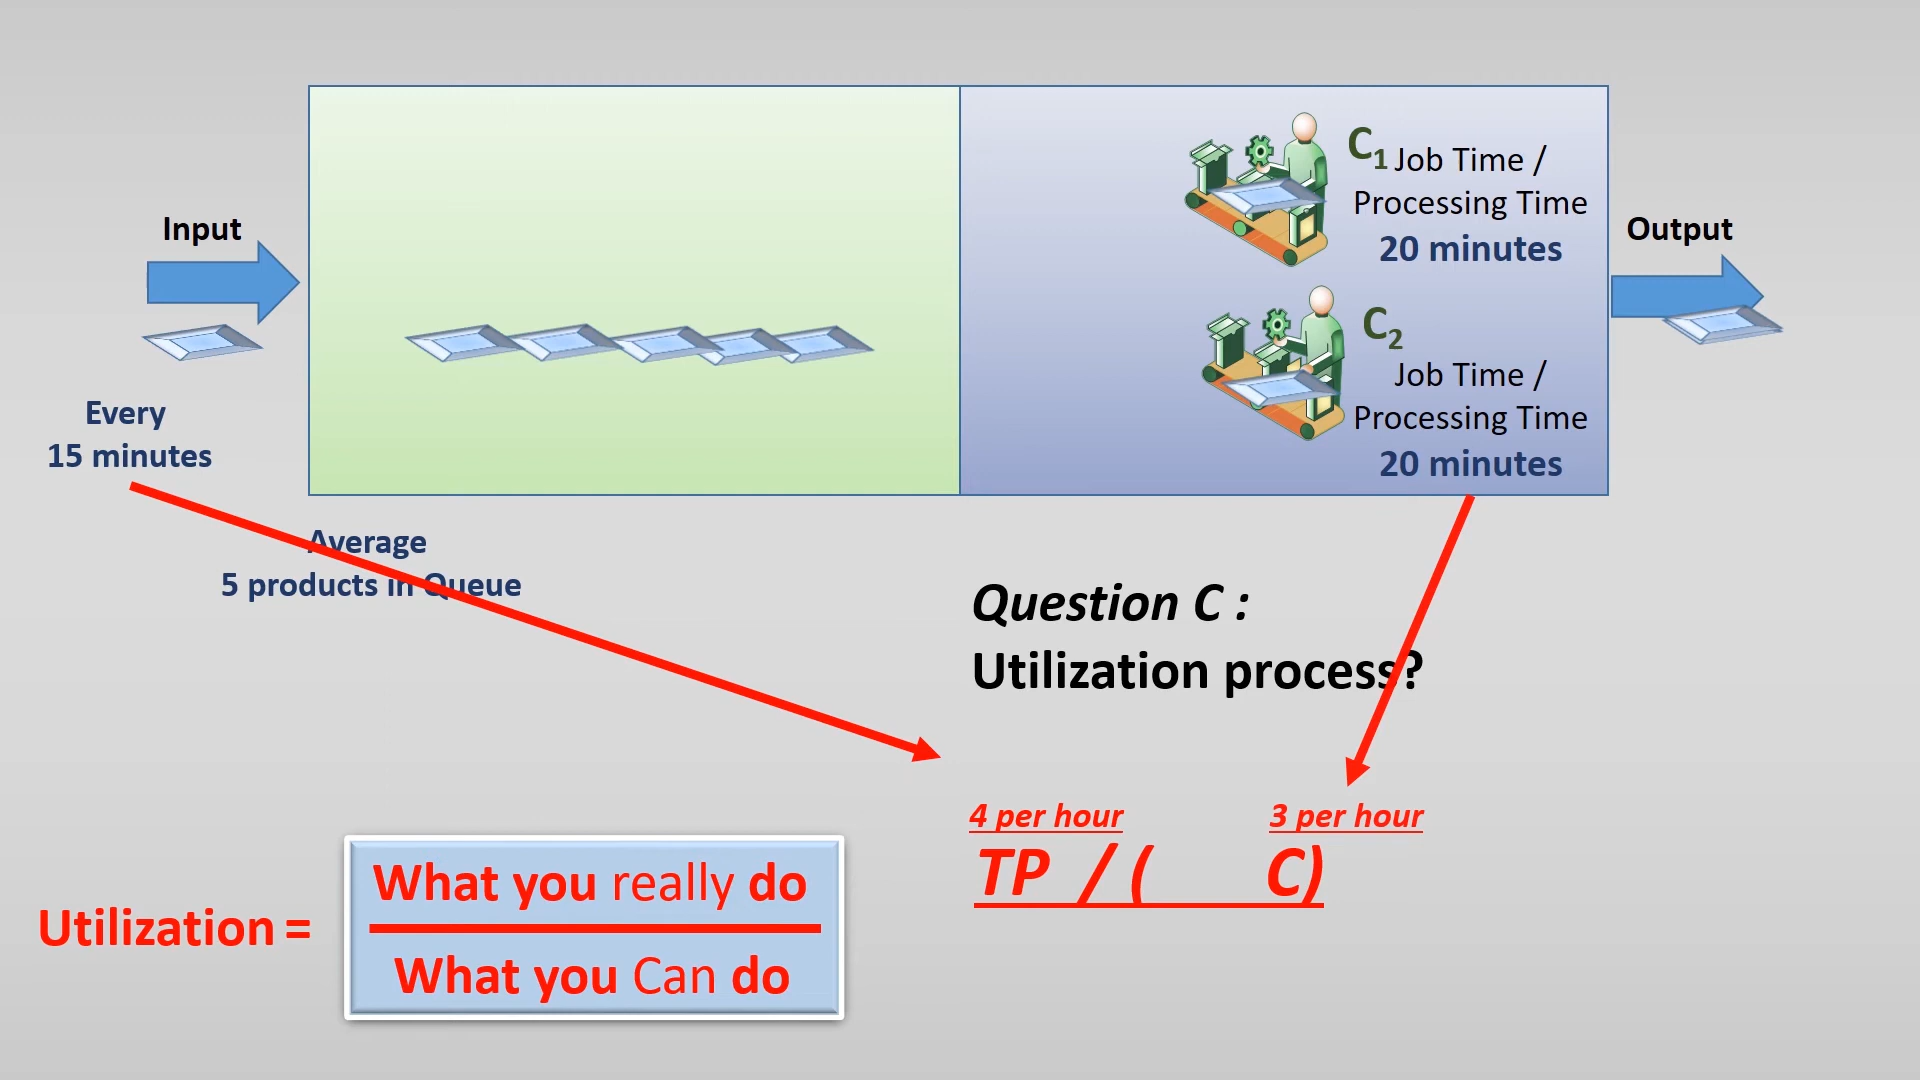 Input
Every
15 minutes
Average
5 products in Queue
C1 Job Time /
Processing Time
20 minutes
C2
Job Time /
Processing Time
20 minutes
Output
Question C :
Utilization process?
4 per hour
3 per hour
TP / ( C)
Utilization =
What you really do
What you Can do